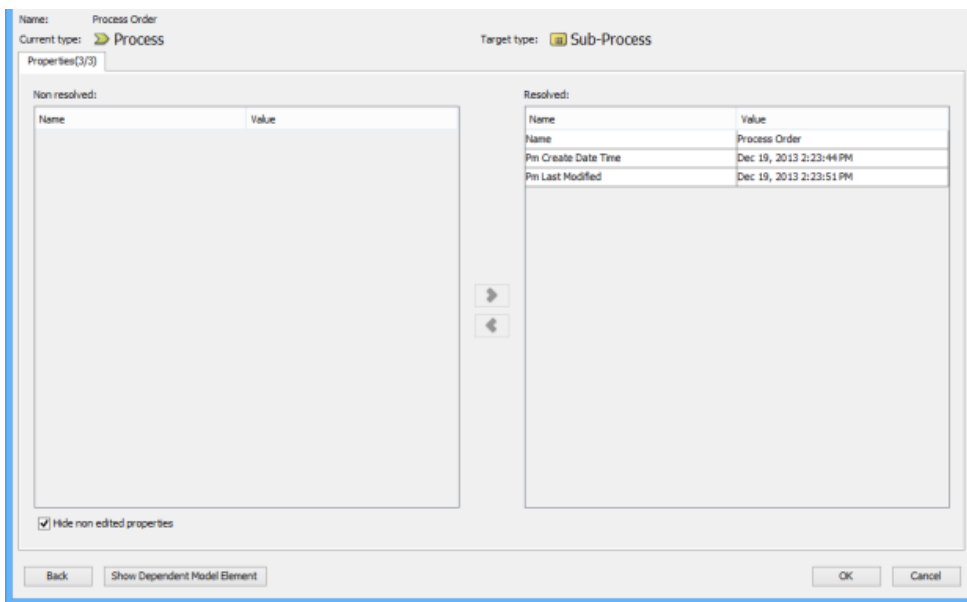 Name: Process Order
Current type: Process Target type: Sub-Process
Properties(3/3)
Non resolved: Resolved:
Name Value Name Value
Name Process Order
Pm Create Date Time Dec 19, 2013 2:23:44 PM
Pm Last Modified Dec 19, 2013 2:23:51 PM
Hide non edited properties
Back Show Dependent Model Element OK Cancel